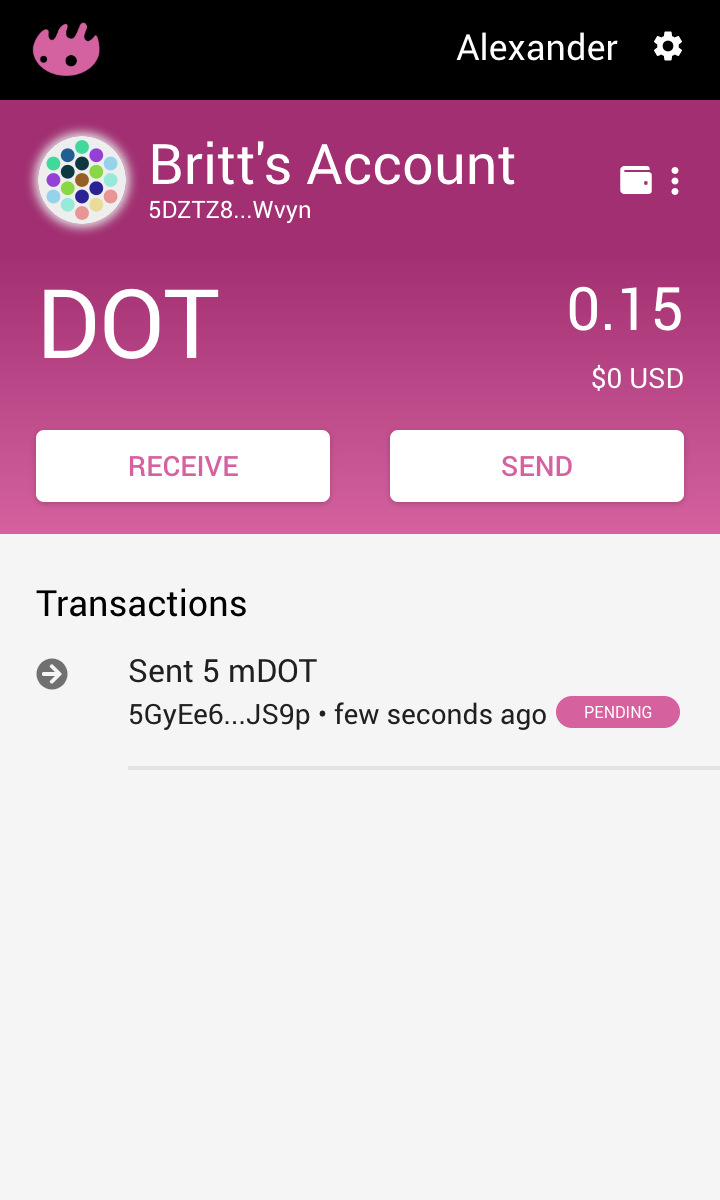 Alexander
Britt's Account
5DZTZ8...Wvyn
DOT
0.15
$0 USD
RECEIVE
SEND
Transactions
Sent 5 mDOT
5GyEe6...JS9p • few seconds ago PENDING